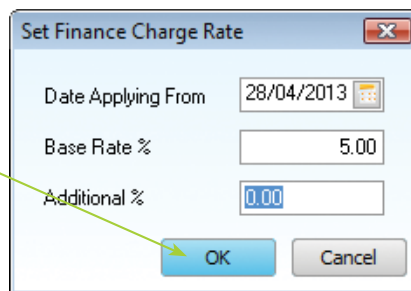 Set Finance Charge Rate
Date Applying From 28/04/2013
Base Rate % 5.00
Additional % 0.00
OK Cancel